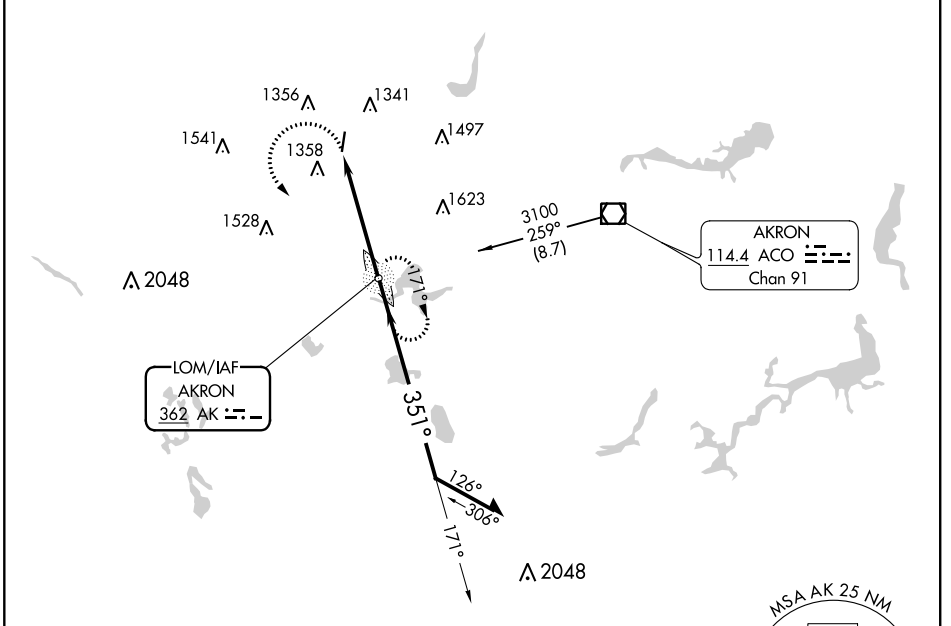 1356
1341
1541
1358
1497
1528
1623
2048
3100
259°
(8.7)
AKRON
114.4 ACO
Chan 91
171°
LOM/IAF
AKRON
362 AK
351°
126°
306°
171°
2048
MSA AK 25 NM